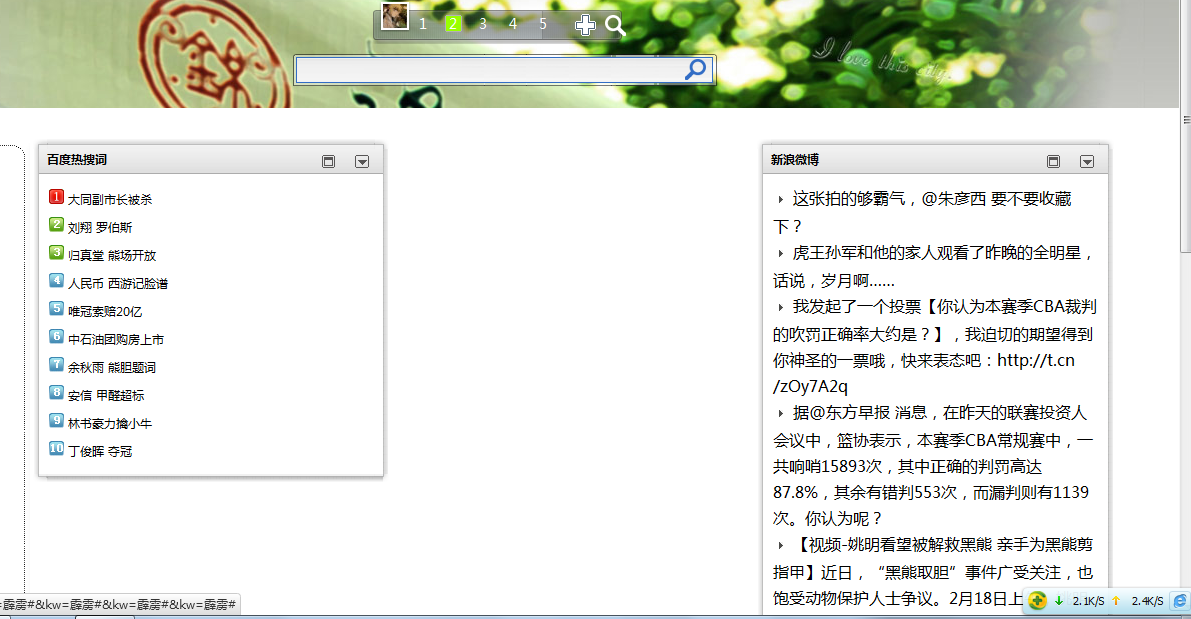 1 2 3 4 5
I love this city.
百度热搜词
1 大同副市长被杀
2 刘翔 罗伯斯
3 归真堂 熊场开放
4 人民币 西游记脸谱
5 唯冠索赔20亿
6 中石油团购房上市
7 余秋雨 熊胆题词
8 安信 甲醛超标
9 林书豪力擒小牛
10 丁俊晖 夺冠
新浪微博
这张拍的够霸气，@朱彦西 要不要收藏
下？
虎王孙军和他的家人观看了昨晚的全明星，
话说，岁月啊......
我发起了一个投票【你认为本赛季CBA裁判
的吹罚正确率大约是？】，我迫切的期望得到
你神圣的一票哦，快来表态吧：http://t.cn
/zOy7A2q
据@东方早报 消息，在昨天的联赛投资人
会议中，篮协表示，本赛季CBA常规赛中，一
共响哨15893次，其中正确的判罚高达
87.8%，其余有错判553次，而漏判则有1139
次。你认为呢？
【视频-姚明看望被解救黑熊 亲手为黑熊剪
指甲】近日，“黑熊取胆”事件广受关注，也
饱受动物保护人士争议。2月18日上
=霹雳#&kw=霹雳#&kw=霹雳#&kw=霹雳#
2.1K/S 2.4K/S